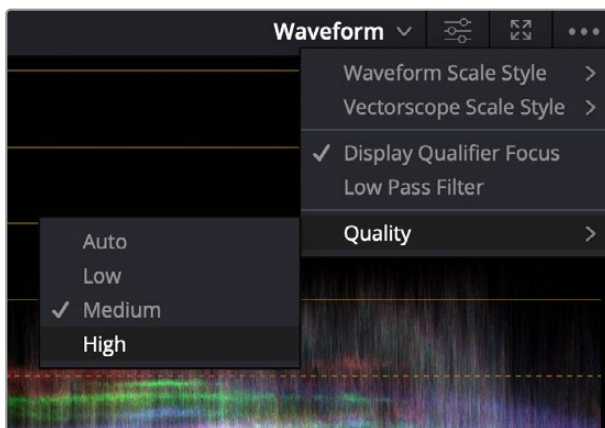 Waveform
Waveform Scale Style
Vectorscope Scale Style
Display Qualifier Focus
Low Pass Filter
Quality
Auto
Low
Medium
High